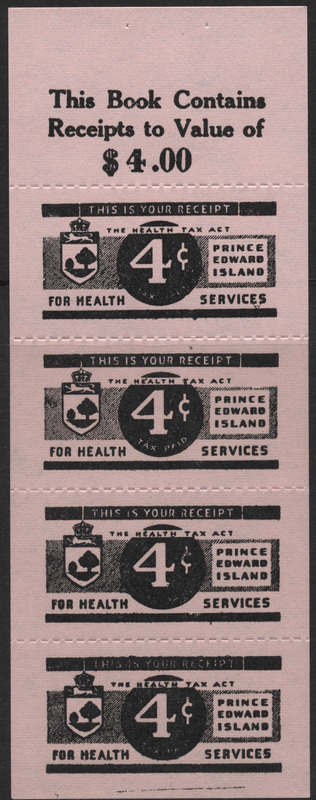 This Book Contains
Receipts to Value of
$4.00
THIS IS YOUR RECEIPT
THE HEALTH TAX ACT
4¢
PRINCE
EDWARD
ISLAND
TAX PAID
FOR HEALTH SERVICES
THIS IS YOUR RECEIPT
THE HEALTH TAX ACT
4¢
PRINCE
EDWARD
ISLAND
TAX PAID
FOR HEALTH SERVICES
THIS IS YOUR RECEIPT
THE HEALTH TAX ACT
4¢
PRINCE
EDWARD
ISLAND
FOR HEALTH SERVICES
THIS IS YOUR RECEIPT
THE HEALTH TAX ACT
4¢
PRINCE
EDWARD
ISLAND
FOR HEALTH SERVICES